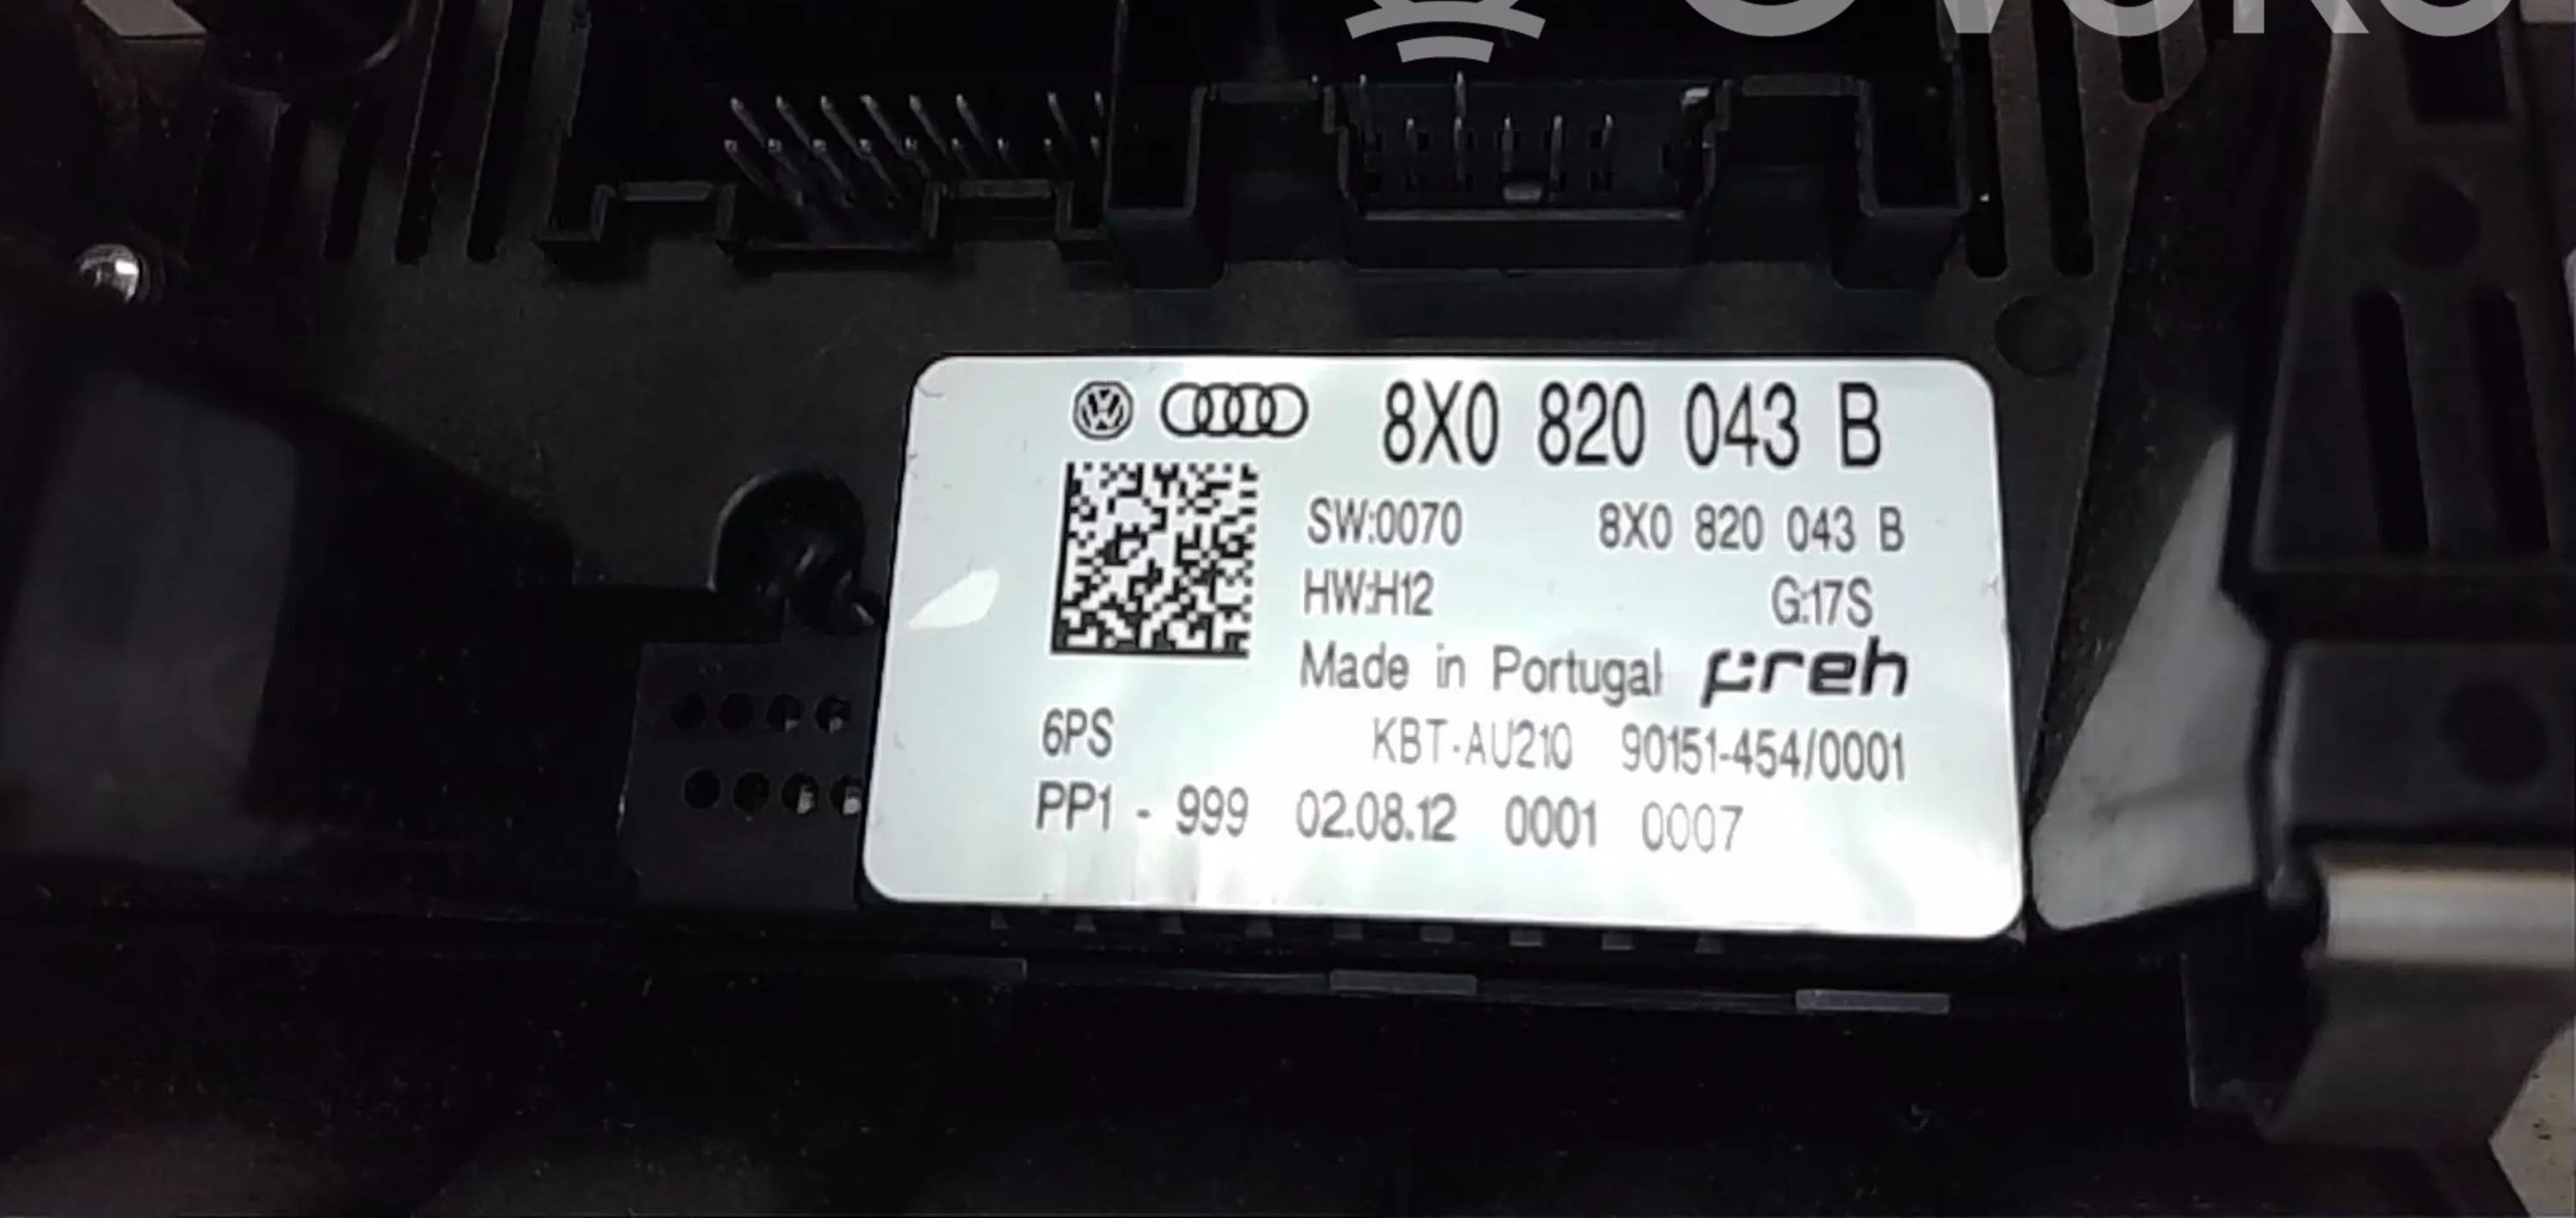 8X0 820 043 B
SW:0070 8X0 820 043 B
HW:H12 G:17S
Made in Portugal preh
6PS KBT-AU210 90151-454/0001
PP1 - 999 02.08.12 0001 0007